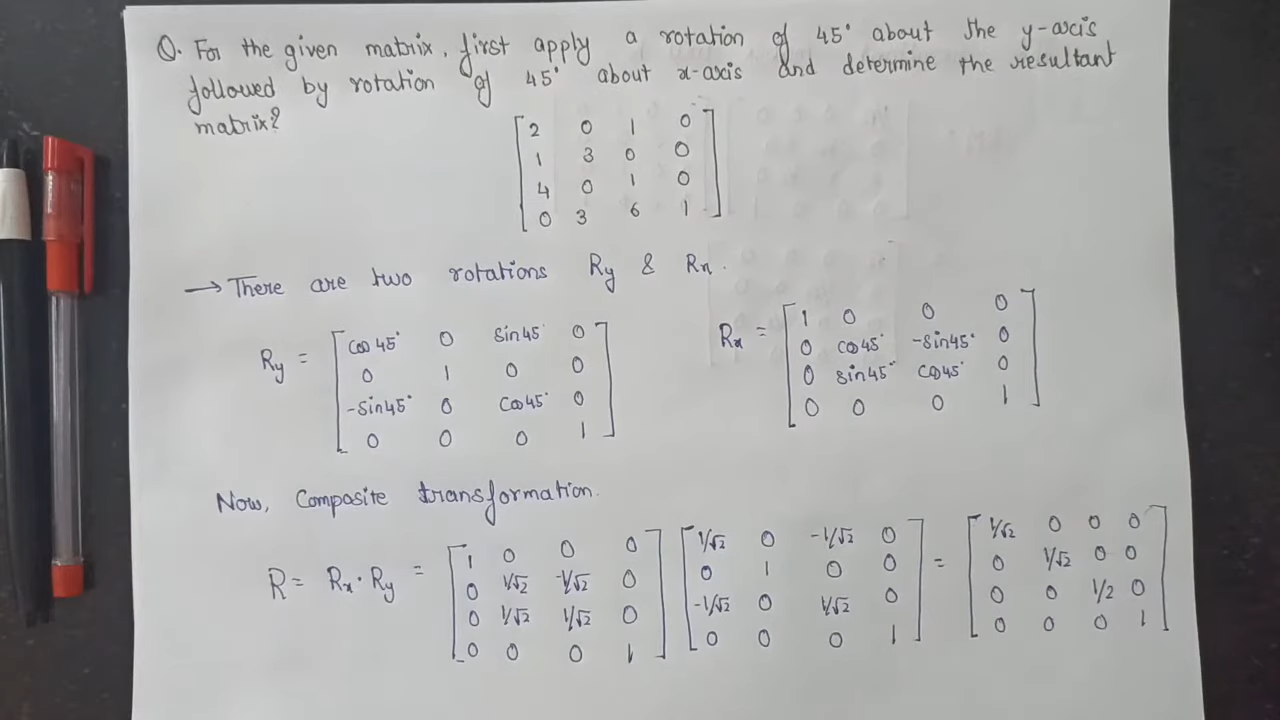 Q. For the given matrix, first apply a rotation of 45° about the y-axis
followed by rotation of 45° about x-axis and determine the resultant
matrix?
[2 0 1 0
1 3 0 0
4 0 1 0
0 3 6 1]
→ There are two rotations Ry & Rx.
Ry = [cos45° 0 sin45 0
0 1 0 0
-sin45° 0 cos45° 0
0 0 0 1]
Rx = [1 0 0 0
0 cos45° -sin45° 0
0 sin45° cos45° 0
0 0 0 1]
Now, Composite transformation.
R = Rx · Ry = [1 0 0 0
0 1/√2 -1/√2 0
0 1/√2 1/√2 0
0 0 0 1]
[1/√2 0 -1/√2 0
0 1 0 0
-1/√2 0 1/√2 0
0 0 0 1]
= [1/√2 0 0 0
0 1/√2 0 0
0 0 1/2 0
0 0 0 1]